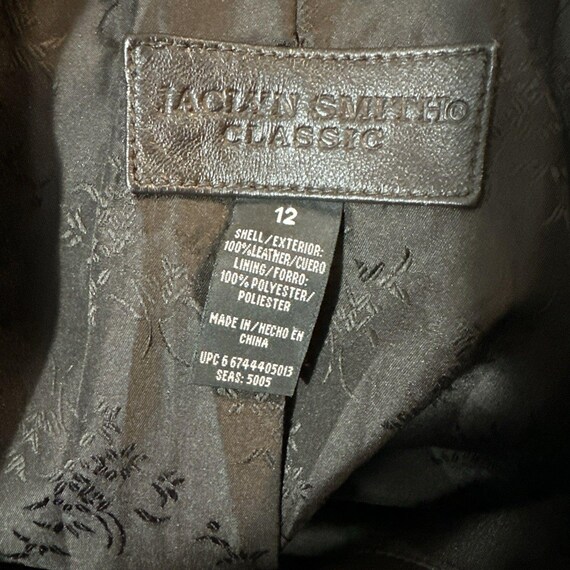 JACLYN SMITH®
CLASSIC
12
SHELL/EXTERIOR:
100%LEATHER/CUERO
LINING/FORRO:
100% POLYESTER/
POLIESTER
MADE IN/HECHO EN
CHINA
UPC 6 6744405013
SEAS: 5005